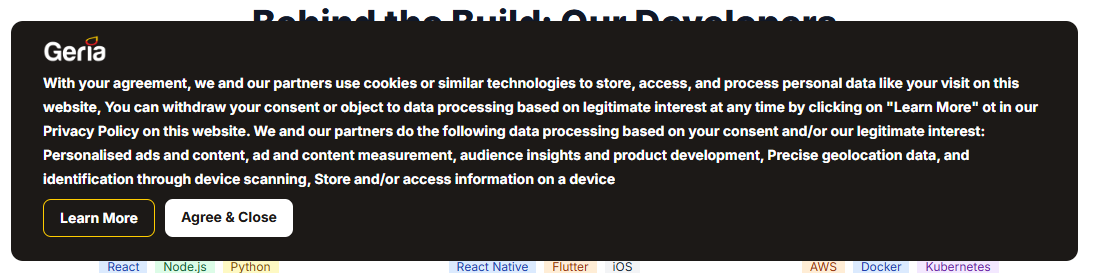 Behind the Build: Our Developers
Geria
With your agreement, we and our partners use cookies or similar technologies to store, access, and process personal data like your visit on this
website, You can withdraw your consent or object to data processing based on legitimate interest at any time by clicking on "Learn More" ot in our
Privacy Policy on this website. We and our partners do the following data processing based on your consent and/or our legitimate interest:
Personalised ads and content, ad and content measurement, audience insights and product development, Precise geolocation data, and
identification through device scanning, Store and/or access information on a device
Learn More Agree & Close
React Node.js Python React Native Flutter iOS AWS Docker Kubernetes